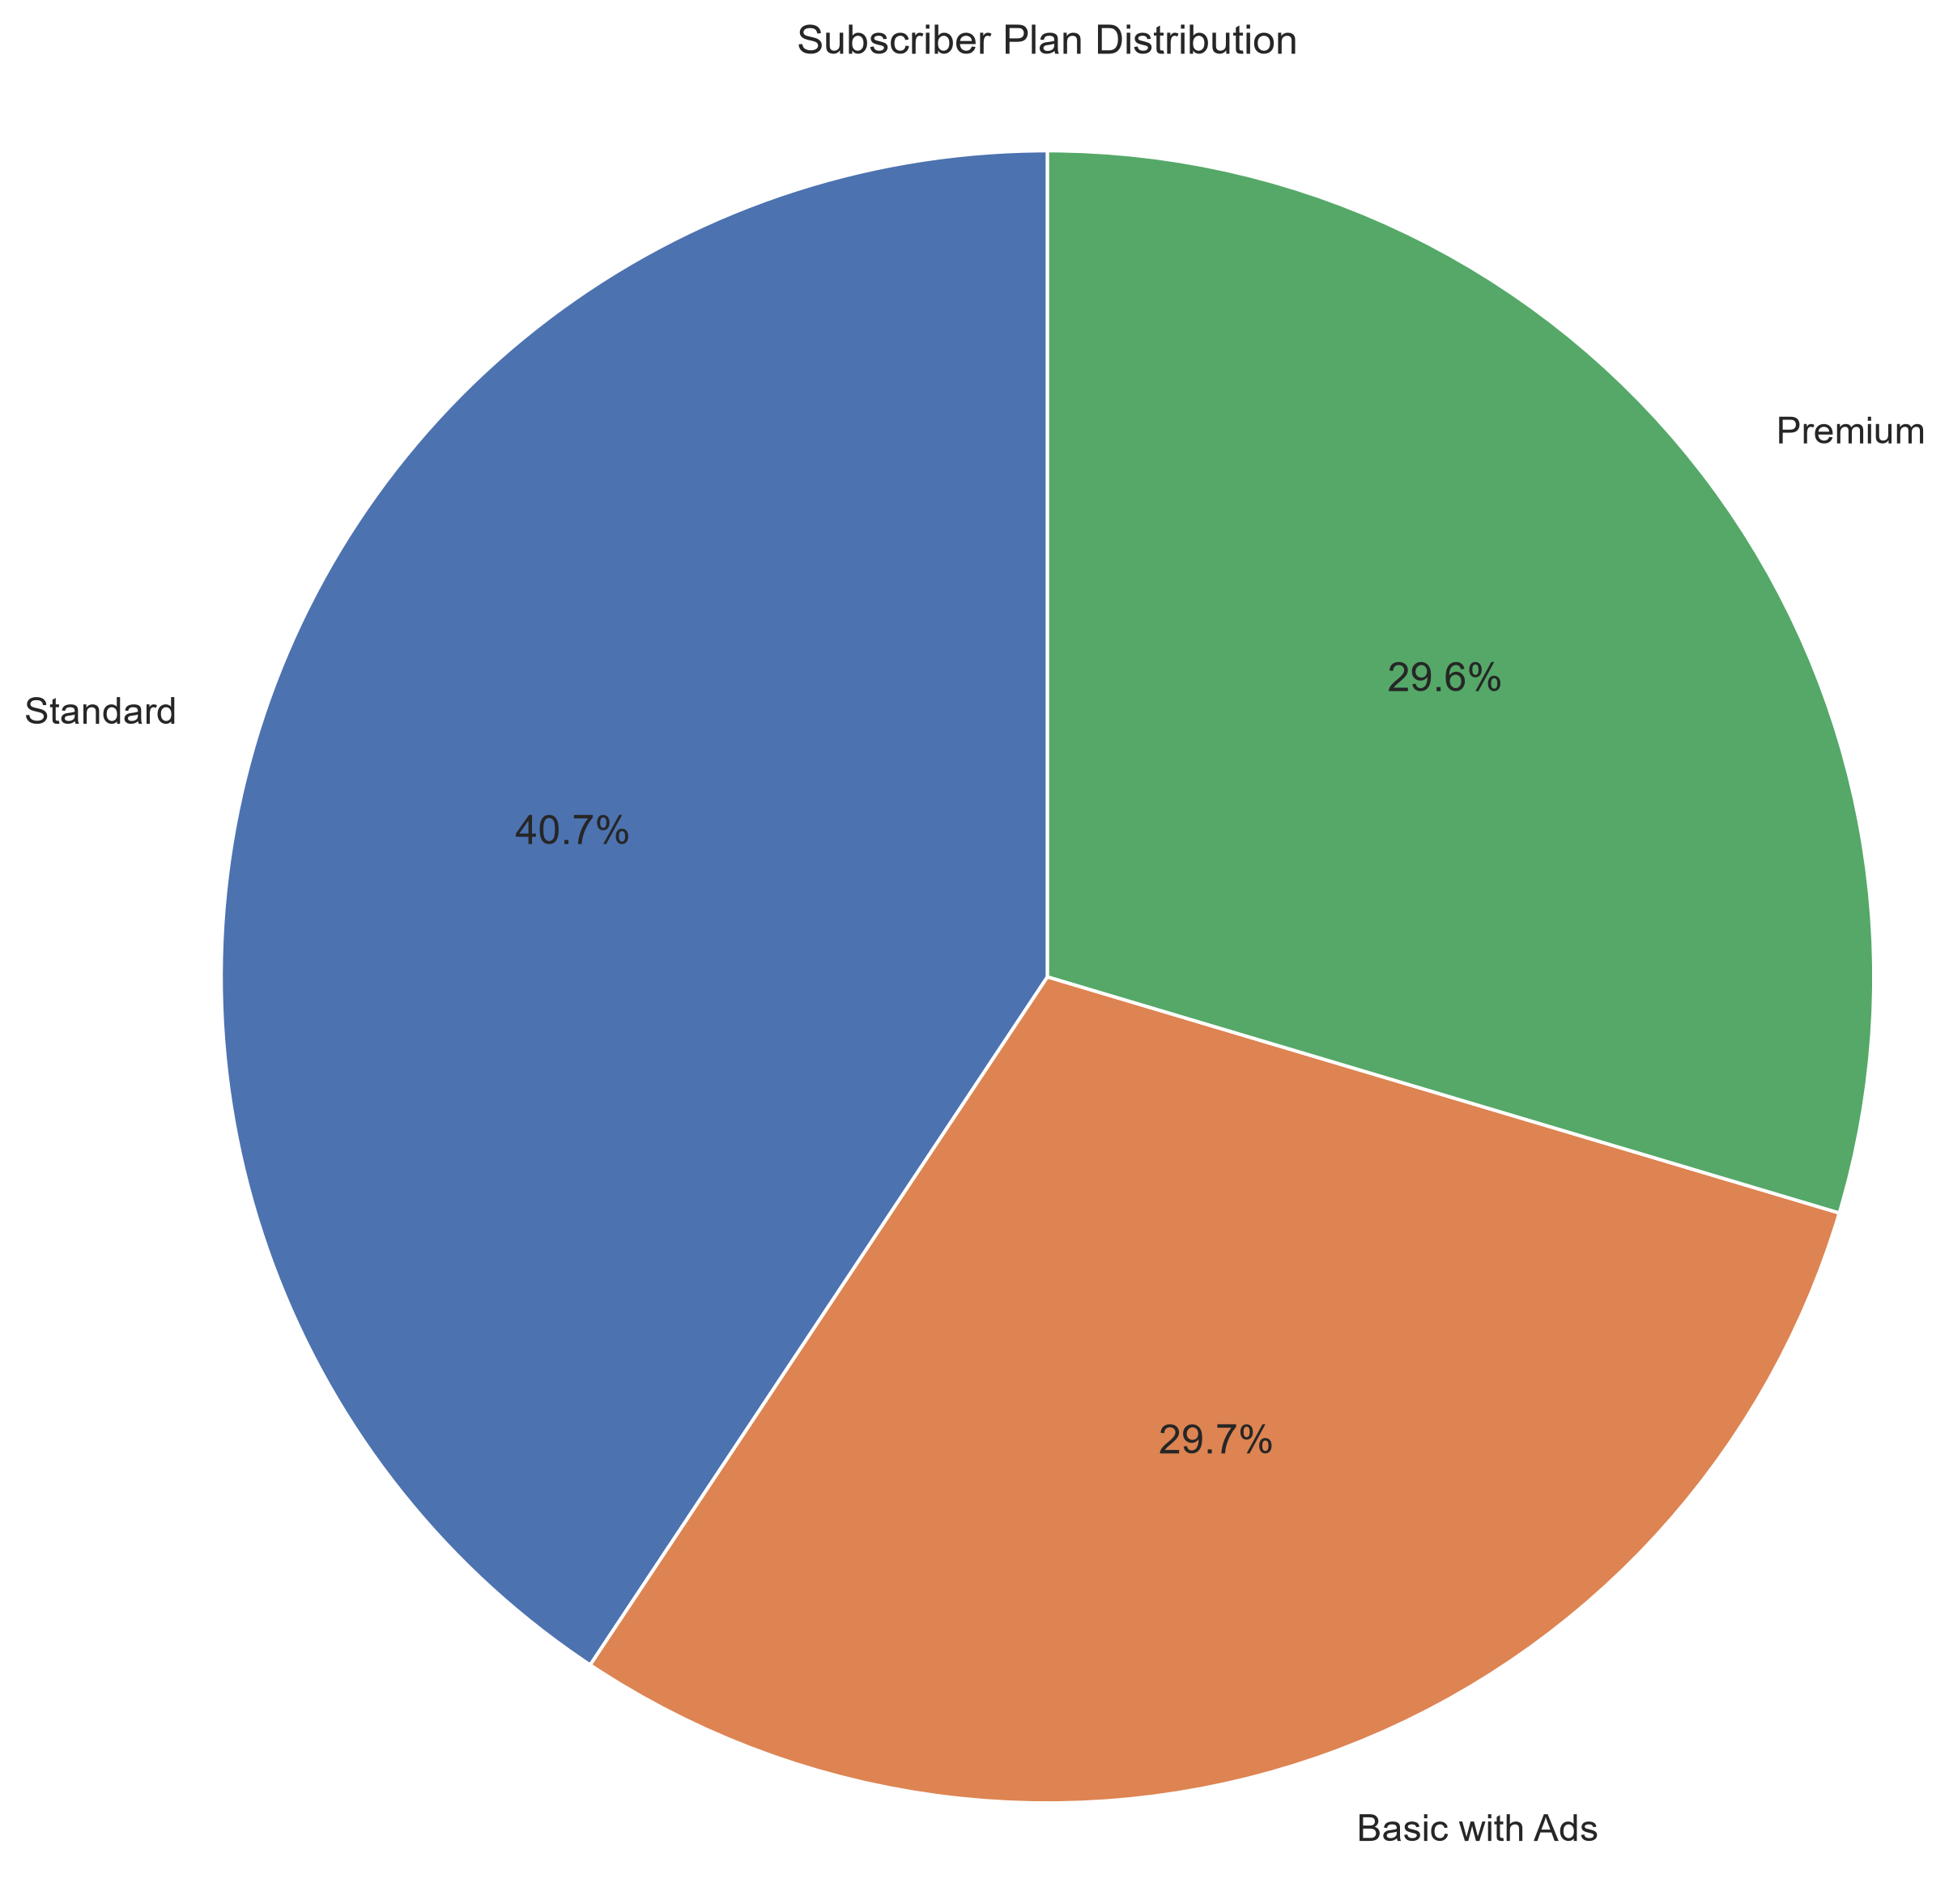 Subscriber Plan Distribution
Premium
29.6%
Standard
40.7%
29.7%
Basic with Ads